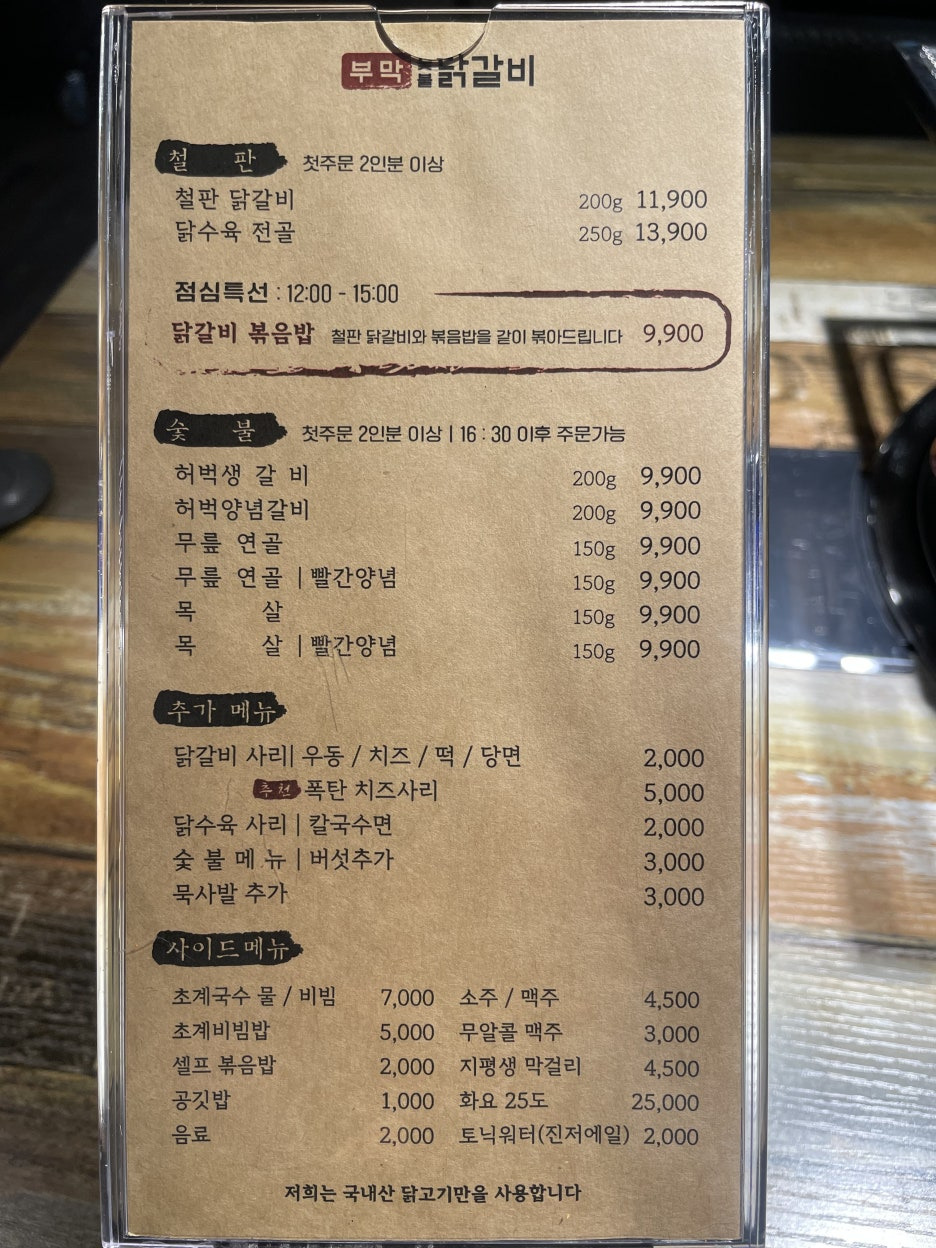 부막 숯불 닭갈비
철 판 첫주문 2인분 이상
철판 닭갈비 200g 11,900
닭수육 전골 250g 13,900
점심특선 : 12:00 - 15:00
닭갈비 볶음밥 철판 닭갈비와 볶음밥을 같이 볶아드립니다 9,900
숯 불 첫주문 2인분 이상 | 16 : 30 이후 주문가능
허벅생 갈 비 200g 9,900
허벅양념갈비 200g 9,900
무릎 연골 150g 9,900
무릎 연골 | 빨간양념 150g 9,900
목 살 150g 9,900
목 살 | 빨간양념 150g 9,900
추가 메뉴
닭갈비 사리| 우동 / 치즈 / 떡 / 당면 2,000
추천 폭탄 치즈사리 5,000
닭수육 사리 | 칼국수면 2,000
숯 불 메 뉴 | 버섯추가 3,000
묵사발 추가 3,000
사이드메뉴
초계국수 물 / 비빔 7,000 소주 / 맥주 4,500
초계비빔밥 5,000 무알콜 맥주 3,000
셀프 볶음밥 2,000 지평생 막걸리 4,500
공깃밥 1,000 화요 25도 25,000
음료 2,000 토닉워터(진저에일) 2,000
저희는 국내산 닭고기만을 사용합니다